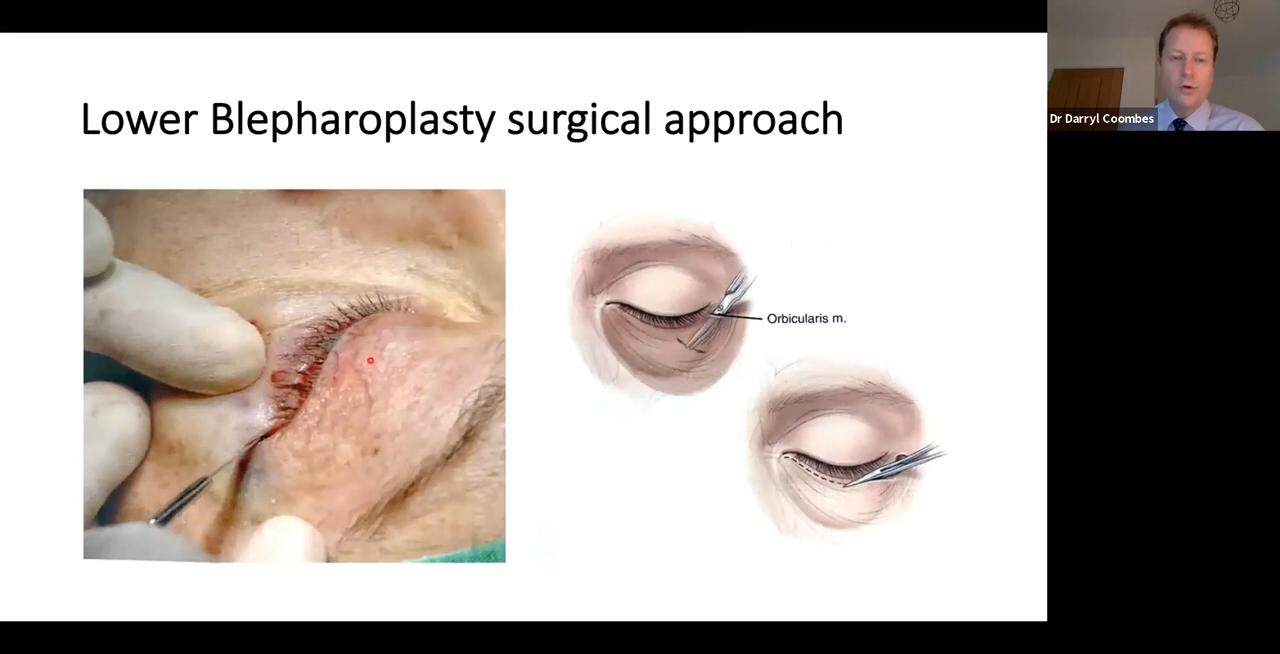 Lower Blepharoplasty surgical approach
Dr Darryl Coombes
Orbicularis m.